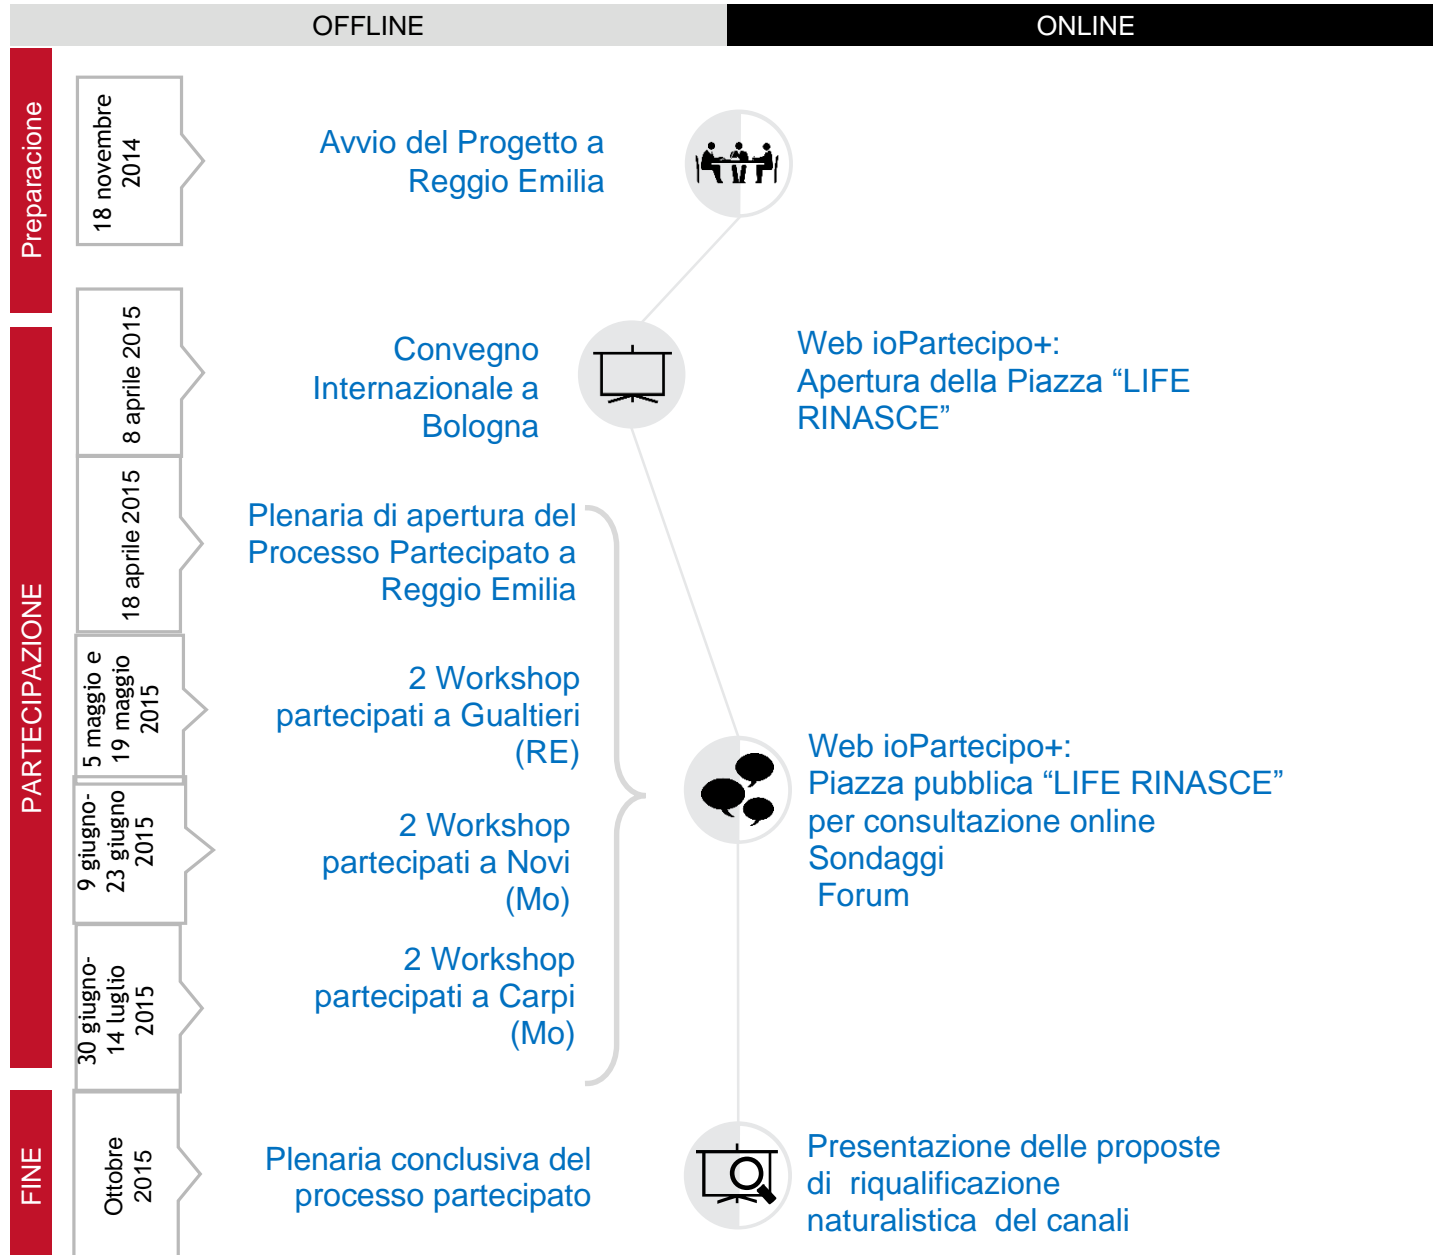 OFFLINE
ONLINE
Preparacione
18 novembre
2014
Avvio del Progetto a
Reggio Emilia
PARTECIPAZIONE
8 aprile 2015
Convegno
Internazionale a
Bologna
Web ioPartecipo+:
Apertura della Piazza “LIFE
RINASCE”
18 aprile 2015
Plenaria di apertura del
Processo Partecipato a
Reggio Emilia
5 maggio e
19 maggio
2015
2 Workshop
partecipati a Gualtieri
(RE)
Web ioPartecipo+:
Piazza pubblica “LIFE RINASCE”
per consultazione online
Sondaggi
Forum
9 giugno-
23 giugno
2015
2 Workshop
partecipati a Novi
(Mo)
30 giugno-
14 luglio
2015
2 Workshop
partecipati a Carpi
(Mo)
FINE
Ottobre
2015
Plenaria conclusiva del
processo partecipato
Presentazione delle proposte
di riqualificazione
naturalistica del canali